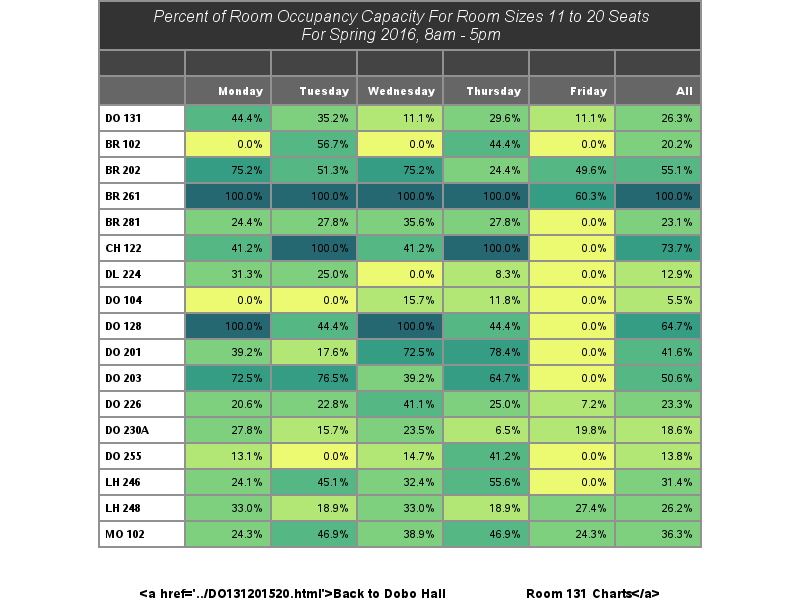 Percent of Room Occupancy Capacity For Room Sizes 11 to 20 Seats
For Spring 2016, 8am - 5pm
Monday Tuesday Wednesday Thursday Friday All
DO 131 44.4% 35.2% 11.1% 29.6% 11.1% 26.3%
BR 102 0.0% 56.7% 0.0% 44.4% 0.0% 20.2%
BR 202 75.2% 51.3% 75.2% 24.4% 49.6% 55.1%
BR 261 100.0% 100.0% 100.0% 100.0% 60.3% 100.0%
BR 281 24.4% 27.8% 35.6% 27.8% 0.0% 23.1%
CH 122 41.2% 100.0% 41.2% 100.0% 0.0% 73.7%
DL 224 31.3% 25.0% 0.0% 8.3% 0.0% 12.9%
DO 104 0.0% 0.0% 15.7% 11.8% 0.0% 5.5%
DO 128 100.0% 44.4% 100.0% 44.4% 0.0% 64.7%
DO 201 39.2% 17.6% 72.5% 78.4% 0.0% 41.6%
DO 203 72.5% 76.5% 39.2% 64.7% 0.0% 50.6%
DO 226 20.6% 22.8% 41.1% 25.0% 7.2% 23.3%
DO 230A 27.8% 15.7% 23.5% 6.5% 19.8% 18.6%
DO 255 13.1% 0.0% 14.7% 41.2% 0.0% 13.8%
LH 246 24.1% 45.1% 32.4% 55.6% 0.0% 31.4%
LH 248 33.0% 18.9% 33.0% 18.9% 27.4% 26.2%
MO 102 24.3% 46.9% 38.9% 46.9% 24.3% 36.3%
<a href='../DO131201520.html'>Back to Dobo Hall Room 131 Charts</a>